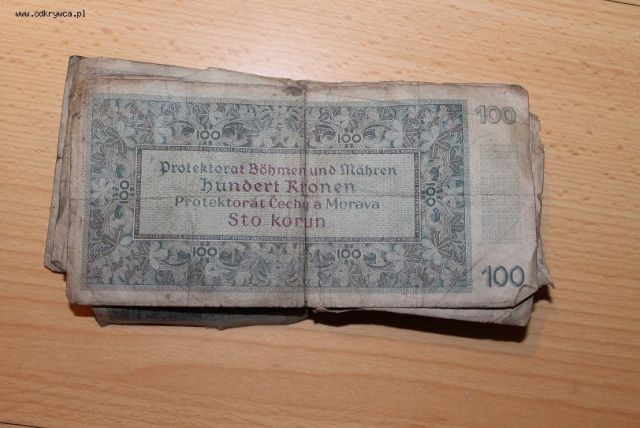 www.odkrywca.pl
100
100
100
Protektorat Böhmen und Mähren
hundert Kronen
Protektorát Čechy a Morava
Sto korun
100
100
100
100
100